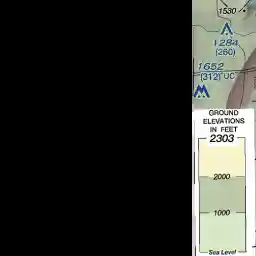 1530
1284
(260)
1652
(312) UC
GROUND
ELEVATIONS
IN FEET
2303
2000
1000
Sea Level